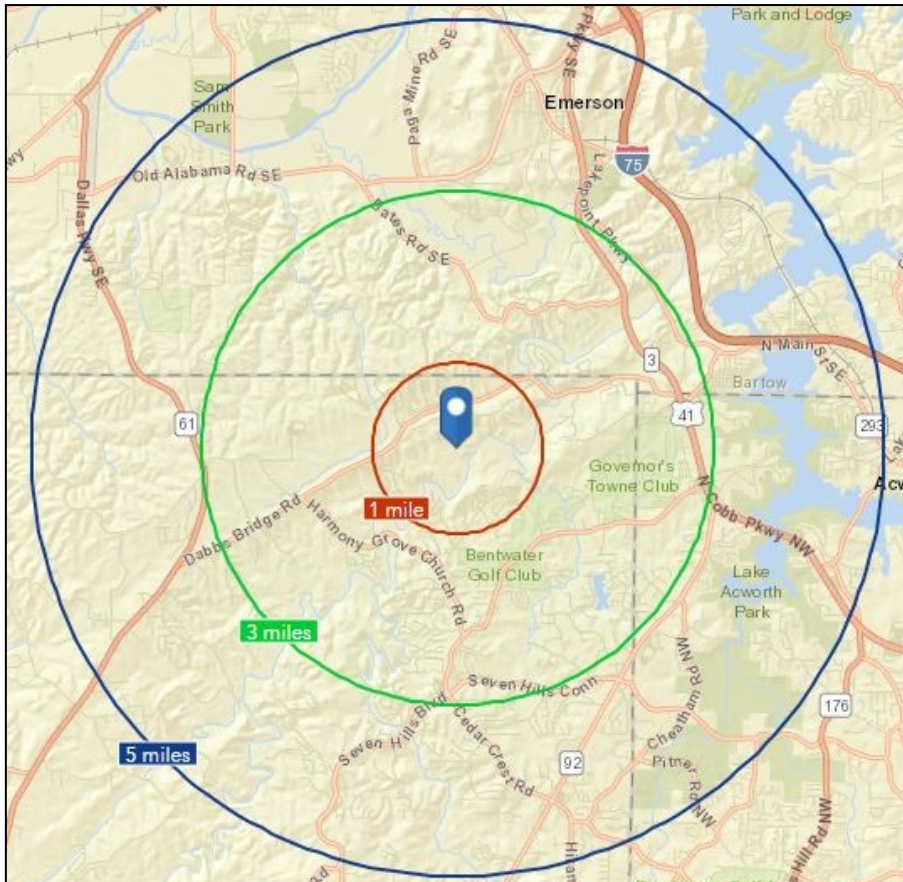 Park and Lodge
Pkwy SE
Sam
Smith
Park
Paga Mine Rd SE
Emerson
75
Lakepoint Pkwy
Old Alabama Rd SE
Dallas Hwy SE
Bates Rd SE
N Main St SE
3
Bartow
61
41
293
Governor's
Towne Club
1 mile
N Cobb Pkwy NW
Dabbs Bridge Rd
Harmony Grove Church Rd
Bentwater
Golf Club
Lake
Acworth
Park
3 miles
Seven Hills Conn
Seven Hills Blvd
Cedar Crest Rd
Cheatham Rd NW
176
5 miles
92
Pitner Rd NW
Hill Rd NW
Rd